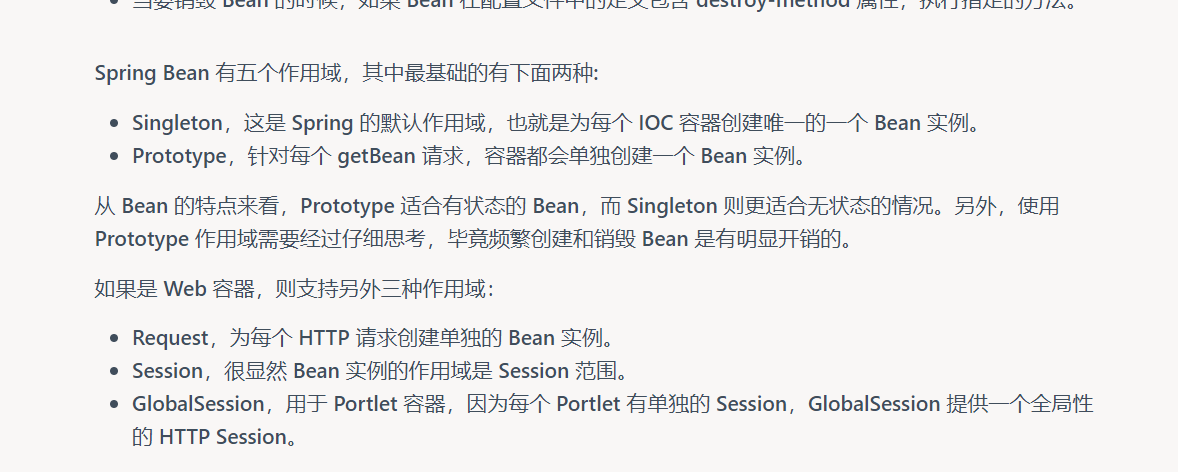 当要销毁 Bean 的时候，如果 Bean 在配置文件中的定义包含 destroy-method 属性，执行指定的方法。
Spring Bean 有五个作用域，其中最基础的有下面两种:
Singleton，这是 Spring 的默认作用域，也就是为每个 IOC 容器创建唯一的一个 Bean 实例。
Prototype，针对每个 getBean 请求，容器都会单独创建一个 Bean 实例。
从 Bean 的特点来看，Prototype 适合有状态的 Bean，而 Singleton 则更适合无状态的情况。另外，使用
Prototype 作用域需要经过仔细思考，毕竟频繁创建和销毁 Bean 是有明显开销的。
如果是 Web 容器，则支持另外三种作用域：
Request，为每个 HTTP 请求创建单独的 Bean 实例。
Session，很显然 Bean 实例的作用域是 Session 范围。
GlobalSession，用于 Portlet 容器，因为每个 Portlet 有单独的 Session，GlobalSession 提供一个全局性
的 HTTP Session。